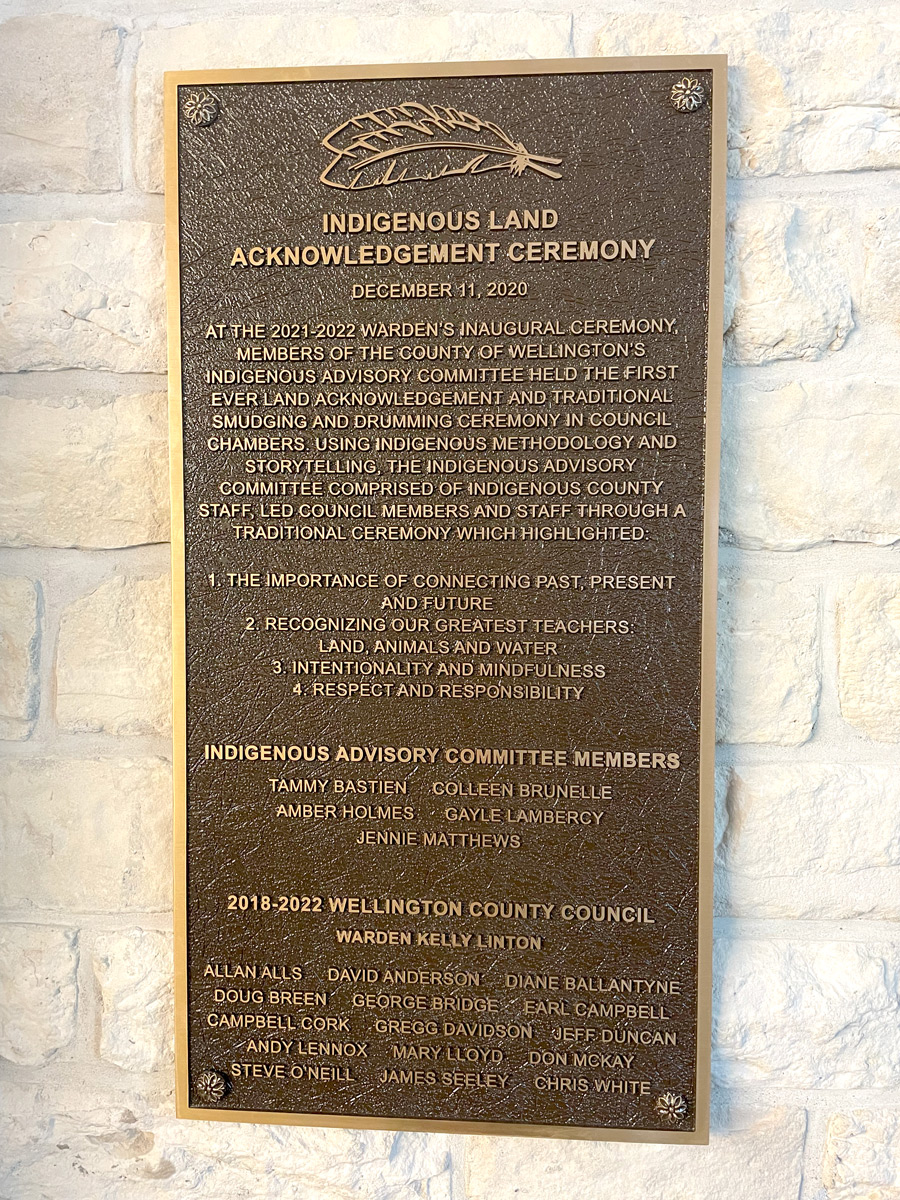 INDIGENOUS LAND
ACKNOWLEDGEMENT CEREMONY
DECEMBER 11, 2020
AT THE 2021-2022 WARDEN'S INAUGURAL CEREMONY,
MEMBERS OF THE COUNTY OF WELLINGTON'S
INDIGENOUS ADVISORY COMMITTEE HELD THE FIRST
EVER LAND ACKNOWLEDGEMENT AND TRADITIONAL
SMUDGING AND DRUMMING CEREMONY IN COUNCIL
CHAMBERS. USING INDIGENOUS METHODOLOGY AND
STORYTELLING, THE INDIGENOUS ADVISORY
COMMITTEE COMPRISED OF INDIGENOUS COUNTY
STAFF, LED COUNCIL MEMBERS AND STAFF THROUGH A
TRADITIONAL CEREMONY WHICH HIGHLIGHTED:
1. THE IMPORTANCE OF CONNECTING PAST, PRESENT
AND FUTURE
2. RECOGNIZING OUR GREATEST TEACHERS:
LAND, ANIMALS AND WATER
3. INTENTIONALITY AND MINDFULNESS
4. RESPECT AND RESPONSIBILITY
INDIGENOUS ADVISORY COMMITTEE MEMBERS
TAMMY BASTIEN COLLEEN BRUNELLE
AMBER HOLMES GAYLE LAMBERCY
JENNIE MATTHEWS
2018-2022 WELLINGTON COUNTY COUNCIL
WARDEN KELLY LINTON
ALLAN ALLS DAVID ANDERSON DIANE BALLANTYNE
DOUG BREEN GEORGE BRIDGE EARL CAMPBELL
CAMPBELL CORK GREGG DAVIDSON JEFF DUNCAN
ANDY LENNOX MARY LLOYD DON MCKAY
STEVE O'NEILL JAMES SEELEY CHRIS WHITE